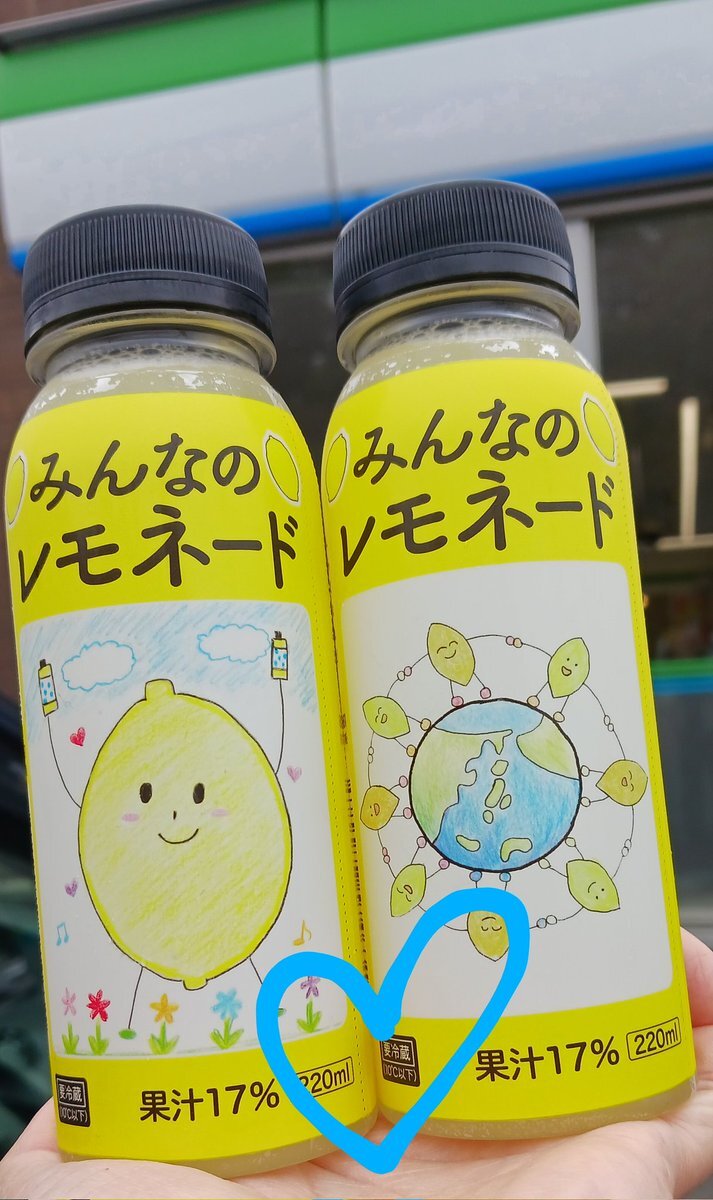 みんなの
レモネード
要冷蔵
(10℃以下)
果汁17%
220ml
みんなの
レモネード
要冷蔵
(10℃以下)
果汁17%
220ml